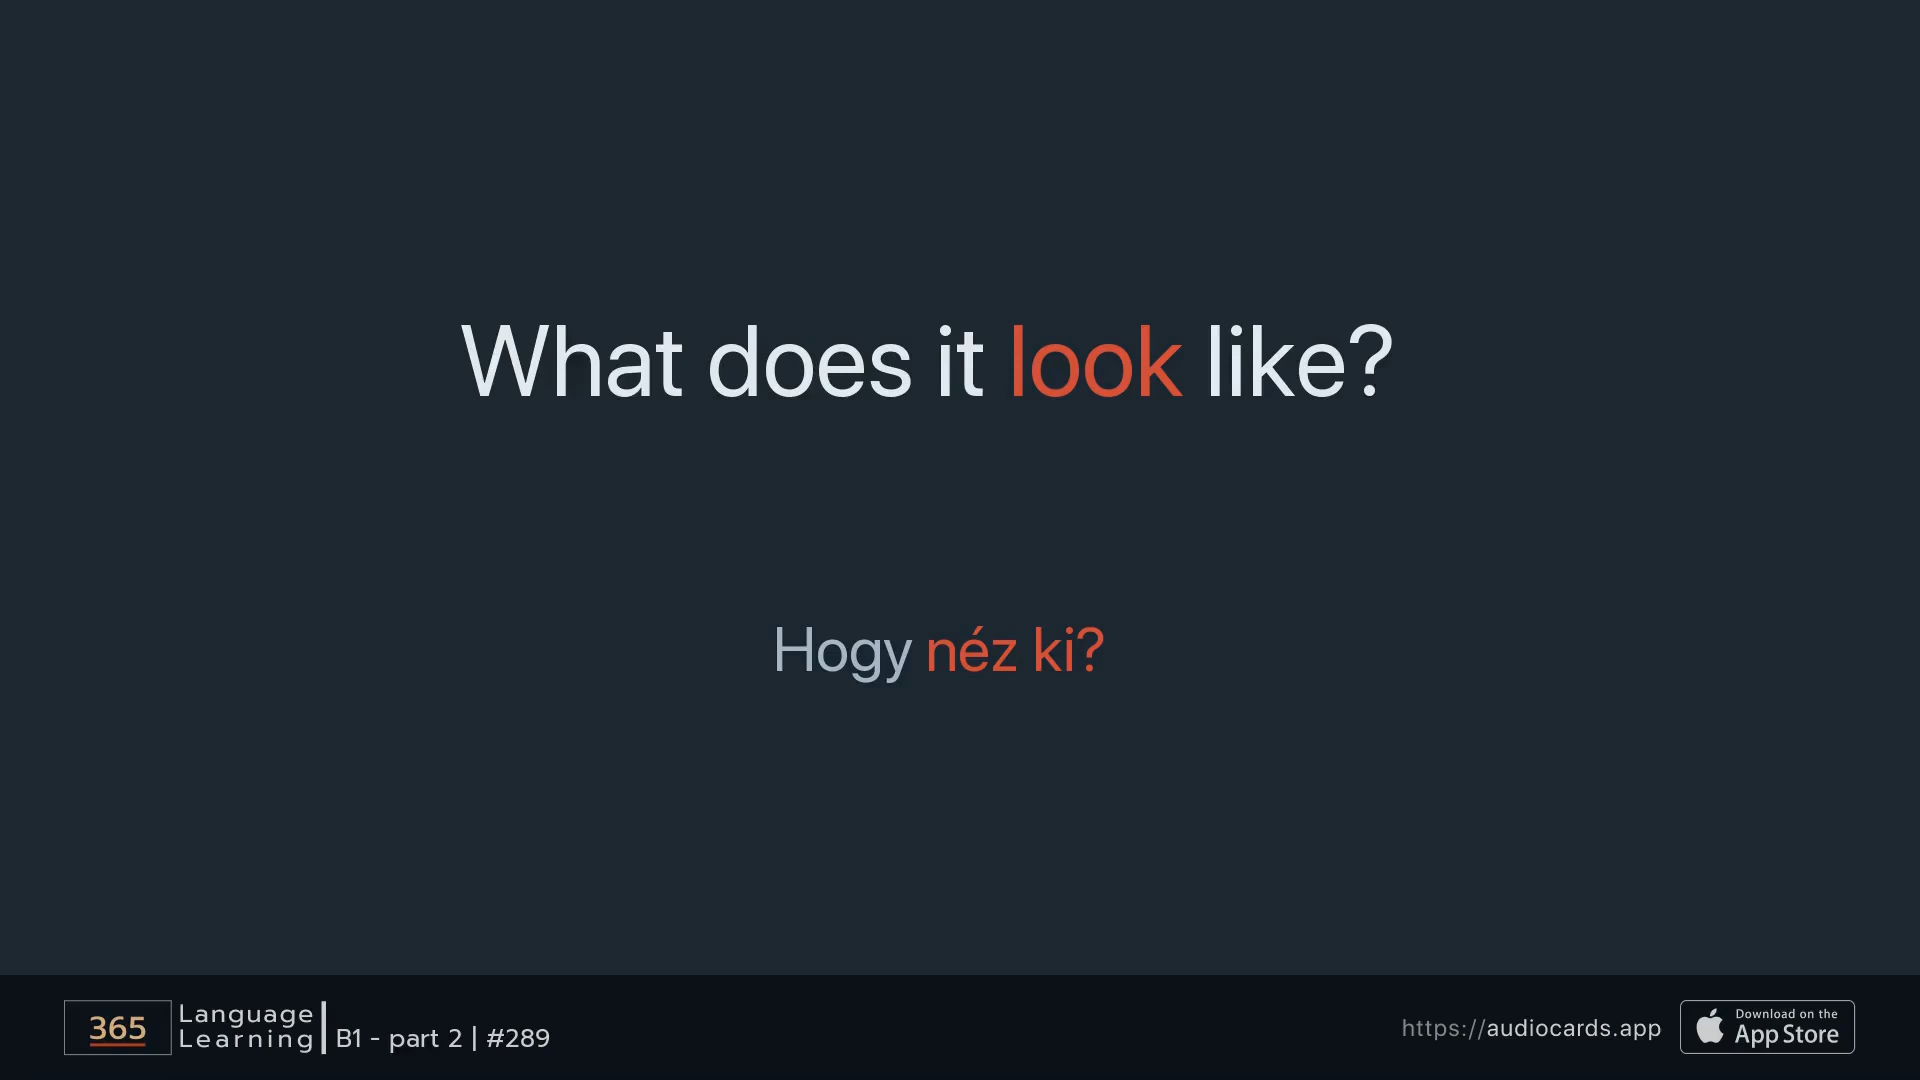 What does it look like?
Hogy néz ki?
365
Language
Learning
B1 - part 2 | #289
https://audiocards.app
Download on the
App Store